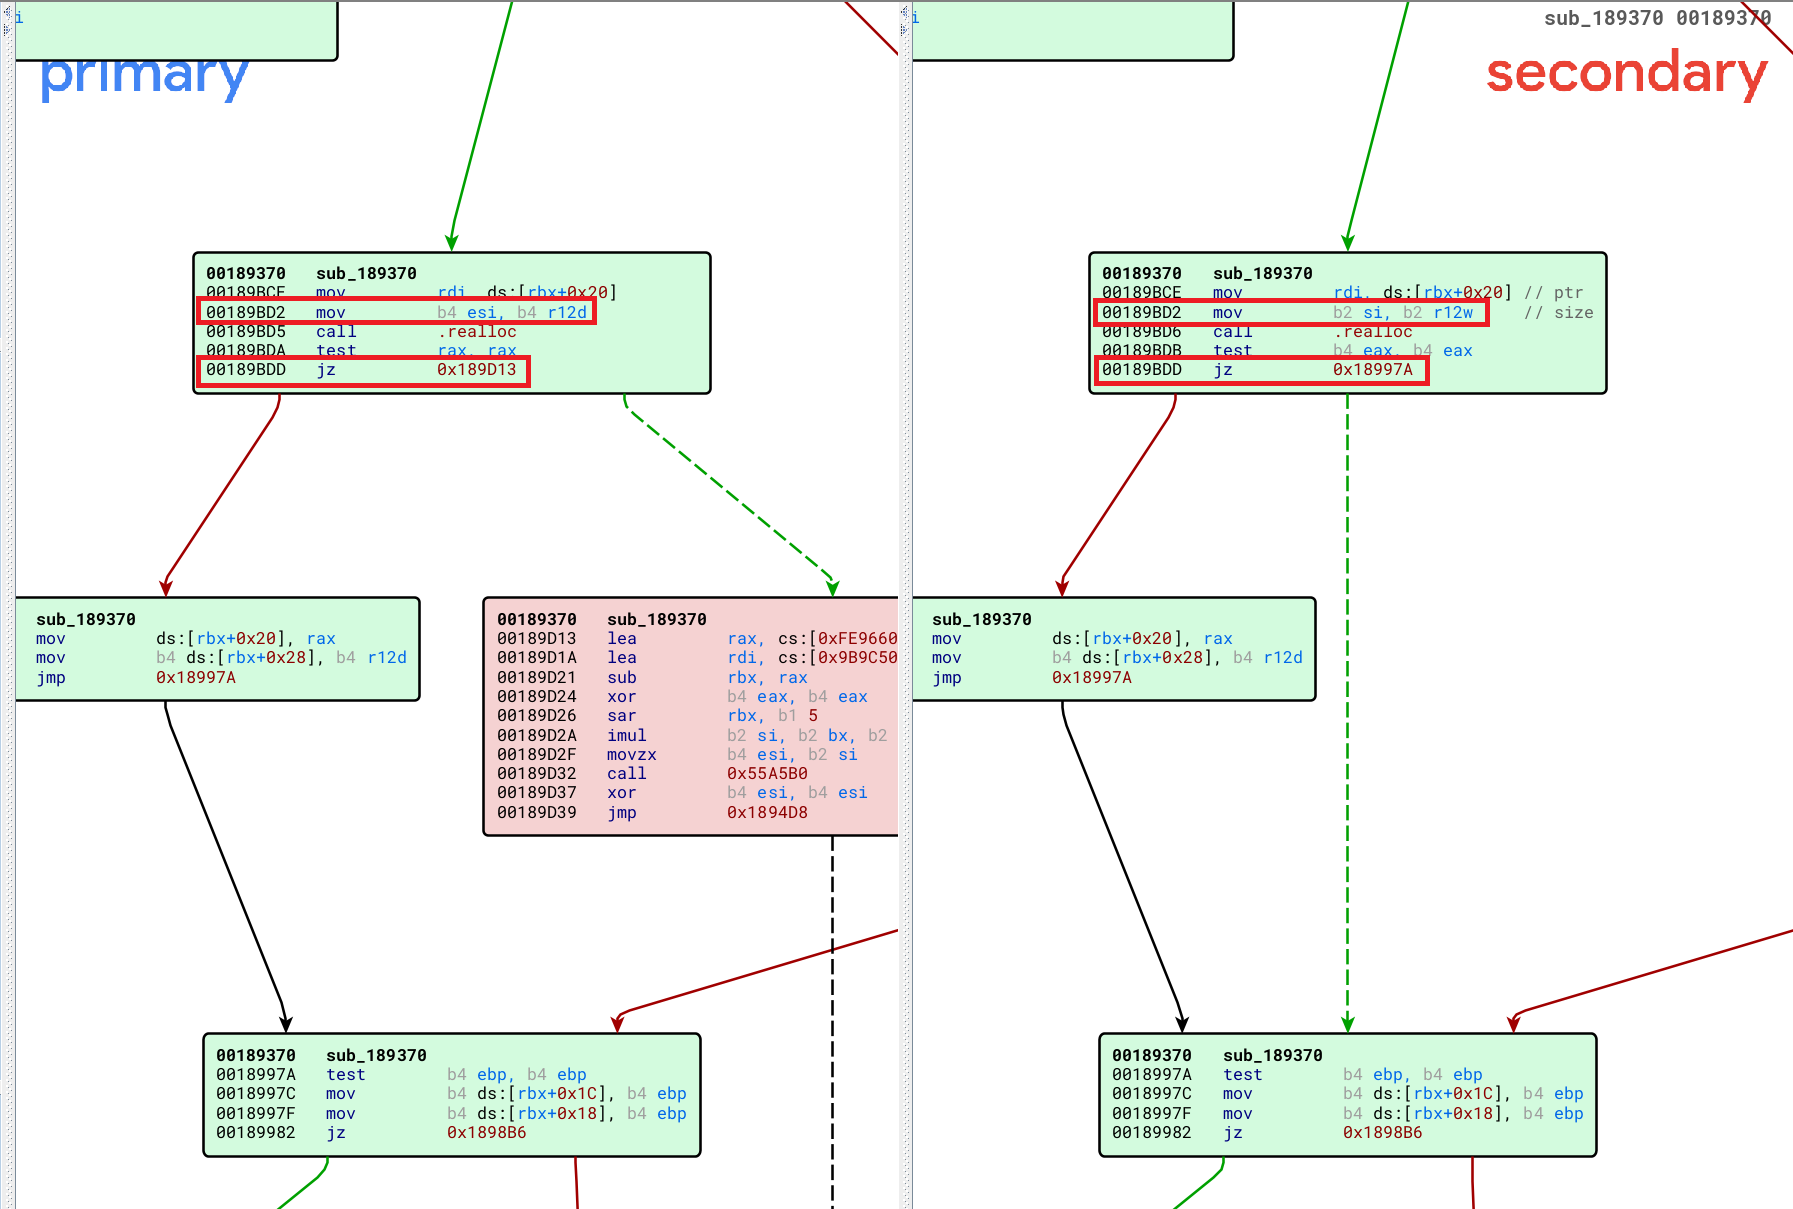 i
primary
00189370 sub_189370
00189BCE mov rdi, ds:[rbx+0x20]
00189BD2 mov b4 esi, b4 r12d
00189BD5 call .realloc
00189BDA test rax, rax
00189BDD jz 0x189D13
sub_189370
mov ds:[rbx+0x20], rax
mov b4 ds:[rbx+0x28], b4 r12d
jmp 0x18997A
00189370 sub_189370
00189D13 lea rax, cs:[0xFE9660
00189D1A lea rdi, cs:[0x9B9C50
00189D21 sub rbx, rax
00189D24 xor b4 eax, b4 eax
00189D26 sar rbx, b1 5
00189D2A imul b2 si, b2 bx, b2
00189D2F movzx b4 esi, b2 si
00189D32 call 0x55A5B0
00189D37 xor b4 esi, b4 esi
00189D39 jmp 0x1894D8
00189370 sub_189370
0018997A test b4 ebp, b4 ebp
0018997C mov b4 ds:[rbx+0x1C], b4 ebp
0018997F mov b4 ds:[rbx+0x18], b4 ebp
00189982 jz 0x1898B6
i
sub_189370 00189370
secondary
00189370 sub_189370
00189BCE mov rdi, ds:[rbx+0x20] // ptr
00189BD2 mov b2 si, b2 r12w // size
00189BD6 call .realloc
00189BDB test b4 eax, b4 eax
00189BDD jz 0x18997A
sub_189370
mov ds:[rbx+0x20], rax
mov b4 ds:[rbx+0x28], b4 r12d
jmp 0x18997A
00189370 sub_189370
0018997A test b4 ebp, b4 ebp
0018997C mov b4 ds:[rbx+0x1C], b4 ebp
0018997F mov b4 ds:[rbx+0x18], b4 ebp
00189982 jz 0x1898B6